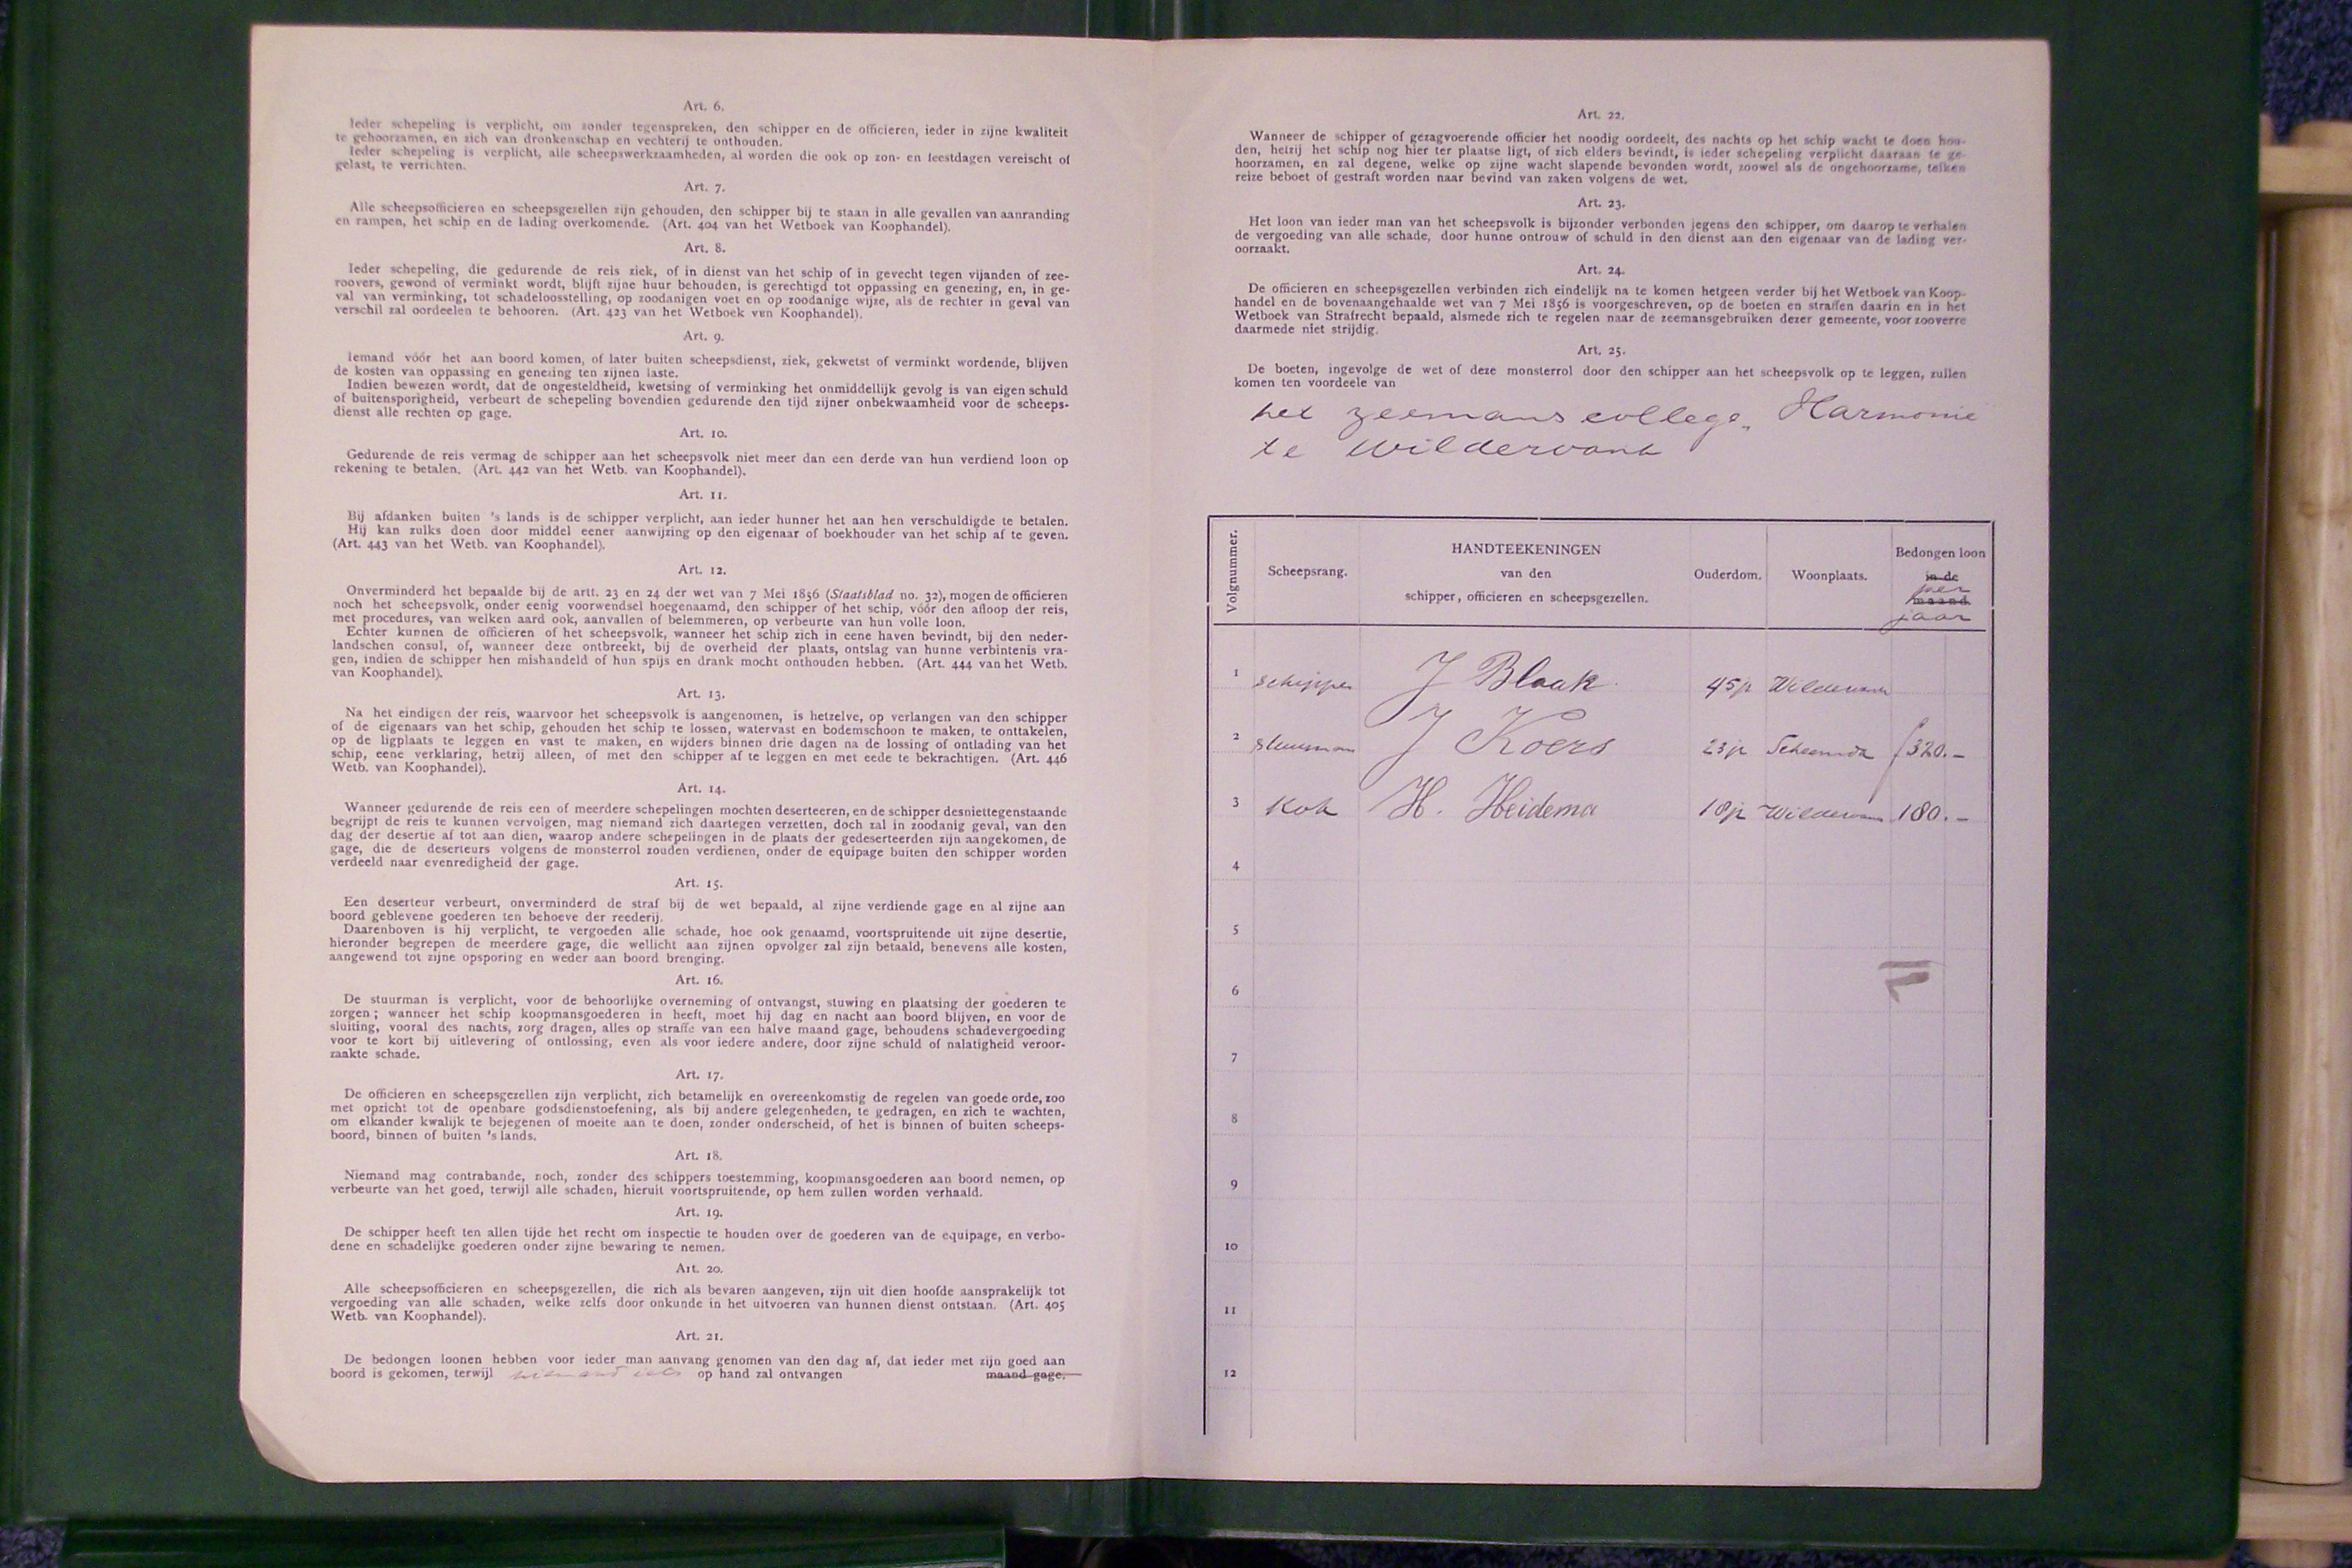 Art. 6.
Ieder schepeling is verplicht, om zonder tegenspreken, den schipper en de officieren, ieder in zijne kwaliteit
te gehoorzamen, en zich van dronkenschap en vechterij te onthouden.
Ieder schepeling is verplicht, alle scheepswerkzaamheden, al worden die ook op zon- en feestdagen vereischt of
gelast, te verrichten.
Art. 7.
Alle scheepsofficieren en scheepsgezellen zijn gehouden, den schipper bij te staan in alle gevallen van aanranding
en rampen, het schip en de lading overkomende. (Art. 404 van het Wetboek van Koophandel).
Art. 8.
Ieder schepeling, die gedurende de reis ziek, of in dienst van het schip of in gevecht tegen vijanden of zee-
roovers, gewond of verminkt wordt, blijft zijne huur behouden, is gerechtigd tot oppassing en genezing, en, in ge-
val van verminking, tot schadeloosstelling, op zoodanigen voet en op zoodanige wijze, als de rechter in geval van
verschil zal oordeelen te behooren. (Art. 423 van het Wetboek van Koophandel).
Art. 9.
Iemand vóór het aan boord komen, of later buiten scheepsdienst, ziek, gekwetst of verminkt wordende, blijven
de kosten van oppassing en genezing ten zijnen laste.
Indien bewezen wordt, dat de ongesteldheid, kwetsing of verminking het onmiddellijk gevolg is van eigen schuld
of buitensporigheid, verbeurt de schepeling bovendien gedurende den tijd zijner onbekwaamheid voor de scheeps-
dienst alle rechten op gage.
Art. 10.
Gedurende de reis vermag de schipper aan het scheepsvolk niet meer dan een derde van hun verdiend loon op
rekening te betalen. (Art. 442 van het Wetb. van Koophandel).
Art. 11.
Bij afdanken buiten 's lands is de schipper verplicht, aan ieder hunner het aan hen verschuldigde te betalen.
Hij kan zulks doen door middel eener aanwijzing op den eigenaar of boekhouder van het schip af te geven.
(Art. 443 van het Wetb. van Koophandel).
Art. 12.
Onverminderd het bepaalde bij de artt. 23 en 24 der wet van 7 Mei 1856 (Staatsblad no. 32), mogen de officieren
noch het scheepsvolk, onder eenig voorwendsel hoegenaamd, den schipper of het schip, vóór den afloop der reis,
met procedures, van welken aard ook, aanvallen of belemmeren, op verbeurte van hun volle loon.
Echter kunnen de officieren of het scheepsvolk, wanneer het schip zich in eene haven bevindt, bij den neder-
landschen consul, of, wanneer deze ontbreekt, bij de overheid der plaats, ontslag van hunne verbintenis vra-
gen, indien de schipper hen mishandeld of hun spijs en drank mocht onthouden hebben. (Art. 444 van het Wetb.
van Koophandel).
Art. 13.
Na het eindigen der reis, waarvoor het scheepsvolk is aangenomen, is hetzelve, op verlangen van den schipper
of de eigenaars van het schip, gehouden het schip te lossen, watervast en bodemschoon te maken, te onttakelen,
op de ligplaats te leggen en vast te maken, en wijders binnen drie dagen na de lossing of ontlading van het
schip, eene verklaring, hetzij alleen, of met den schipper af te leggen en met eede te bekrachtigen. (Art. 446
Wetb. van Koophandel).
Art. 14.
Wanneer gedurende de reis een of meerdere schepelingen mochten deserteeren, en de schipper desniettegenstaande
begrijpt de reis te kunnen vervolgen, mag niemand zich daartegen verzetten, doch zal in zoodanig geval, van den
dag der desertie af tot aan dien, waarop andere schepelingen in de plaats der gedeserteerden zijn aangekomen, de
gage, die de deserteurs volgens de monsterrol zouden verdienen, onder de equipage buiten den schipper worden
verdeeld naar evenredigheid der gage.
Art. 15.
Een deserteur verbeurt, onverminderd de straf bij de wet bepaald, al zijne verdiende gage en al zijne aan
boord geblevene goederen ten behoeve der reederij.
Daarenboven is hij verplicht, te vergoeden alle schade, hoe ook genaamd, voortspruitende uit zijne desertie,
hieronder begrepen de meerdere gage, die wellicht aan zijnen opvolger zal zijn betaald, benevens alle kosten,
aangewend tot zijne opsporing en weder aan boord brenging.
Art. 16.
De stuurman is verplicht, voor de behoorlijke overneming of ontvangst, stuwing en plaatsing der goederen te
zorgen; wanneer het schip koopmansgoederen in heeft, moet hij dag en nacht aan boord blijven, en voor de
sluiting, vooral des nachts, zorg dragen, alles op straffe van een halve maand gage, behoudens schadevergoeding
voor te kort bij uitlevering of ontlossing, even als voor iedere andere, door zijne schuld of nalatigheid veroor-
zaakte schade.
Art. 17.
De officieren en scheepsgezellen zijn verplicht, zich betamelijk en overeenkomstig de regelen van goede orde, zoo
met opzicht tot de openbare godsdienstoefening, als bij andere gelegenheden, te gedragen, en zich te wachten,
om elkander kwalijk te bejegenen of moeite aan te doen, zonder onderscheid, of het is binnen of buiten scheeps-
boord, binnen of buiten 's lands.
Art. 18.
Niemand mag contrabande, noch, zonder des schippers toestemming, koopmansgoederen aan boord nemen, op
verbeurte van het goed, terwijl alle schaden, hieruit voortspruitende, op hem zullen worden verhaald.
Art. 19.
De schipper heeft ten allen tijde het recht om inspectie te houden over de goederen van de equipage, en verbo-
dene en schadelijke goederen onder zijne bewaring te nemen.
Art. 20.
Alle scheepsofficieren en scheepsgezellen, die zich als bevaren aangeven, zijn uit dien hoofde aansprakelijk tot
vergoeding van alle schaden, welke zelfs door onkunde in het uitvoeren van hunnen dienst ontstaan. (Art. 405
Wetb. van Koophandel).
Art. 21.
De bedongen loonen hebben voor ieder man aanvang genomen van den dag af, dat ieder met zijn goed aan
boord is gekomen, terwijl niemand iets op hand zal ontvangen maand gage.
Art. 22.
Wanneer de schipper of gezagvoerende officier het noodig oordeelt, des nachts op het schip wacht te doen hou-
den, hetzij het schip nog hier ter plaatse ligt, of zich elders bevindt, is ieder schepeling verplicht daaraan te ge-
hoorzamen, en zal degene, welke op zijne wacht slapende bevonden wordt, zoowel als de ongehoorzame, telken
reize beboet of gestraft worden naar bevind van zaken volgens de wet.
Art. 23.
Het loon van ieder man van het scheepsvolk is bijzonder verbonden jegens den schipper, om daarop te verhalen
de vergoeding van alle schade, door hunne ontrouw of schuld in den dienst aan den eigenaar van de lading ver-
oorzaakt.
Art. 24.
De officieren en scheepsgezellen verbinden zich eindelijk na te komen hetgeen verder bij het Wetboek van Koop-
handel en de bovenaangehaalde wet van 7 Mei 1856 is voorgeschreven, op de boeten en straffen daarin en in het
Wetboek van Strafrecht bepaald, alsmede zich te regelen naar de zeemansgebruiken dezer gemeente, voor zooverre
daarmede niet strijdig.
Art. 25.
De boeten, ingevolge de wet of deze monsterrol door den schipper aan het scheepsvolk op te leggen, zullen
komen ten voordeele van
het zeemanscollege „Harmonie
te Wildervank
Volgnummer. Scheepsrang. HANDTEEKENINGEN van den schipper, officieren en scheepsgezellen. Ouderdom. Woonplaats. Bedongen loon in de maand per jaar
1 schipper J Blaak 45 jr Wildervank
2 stuurman J Koers 23 jr Scheemda f 320.-
3 Kok H. Heidema 18 jr Wildervank 180.-
4
5
6
7
8
9
10
11
12